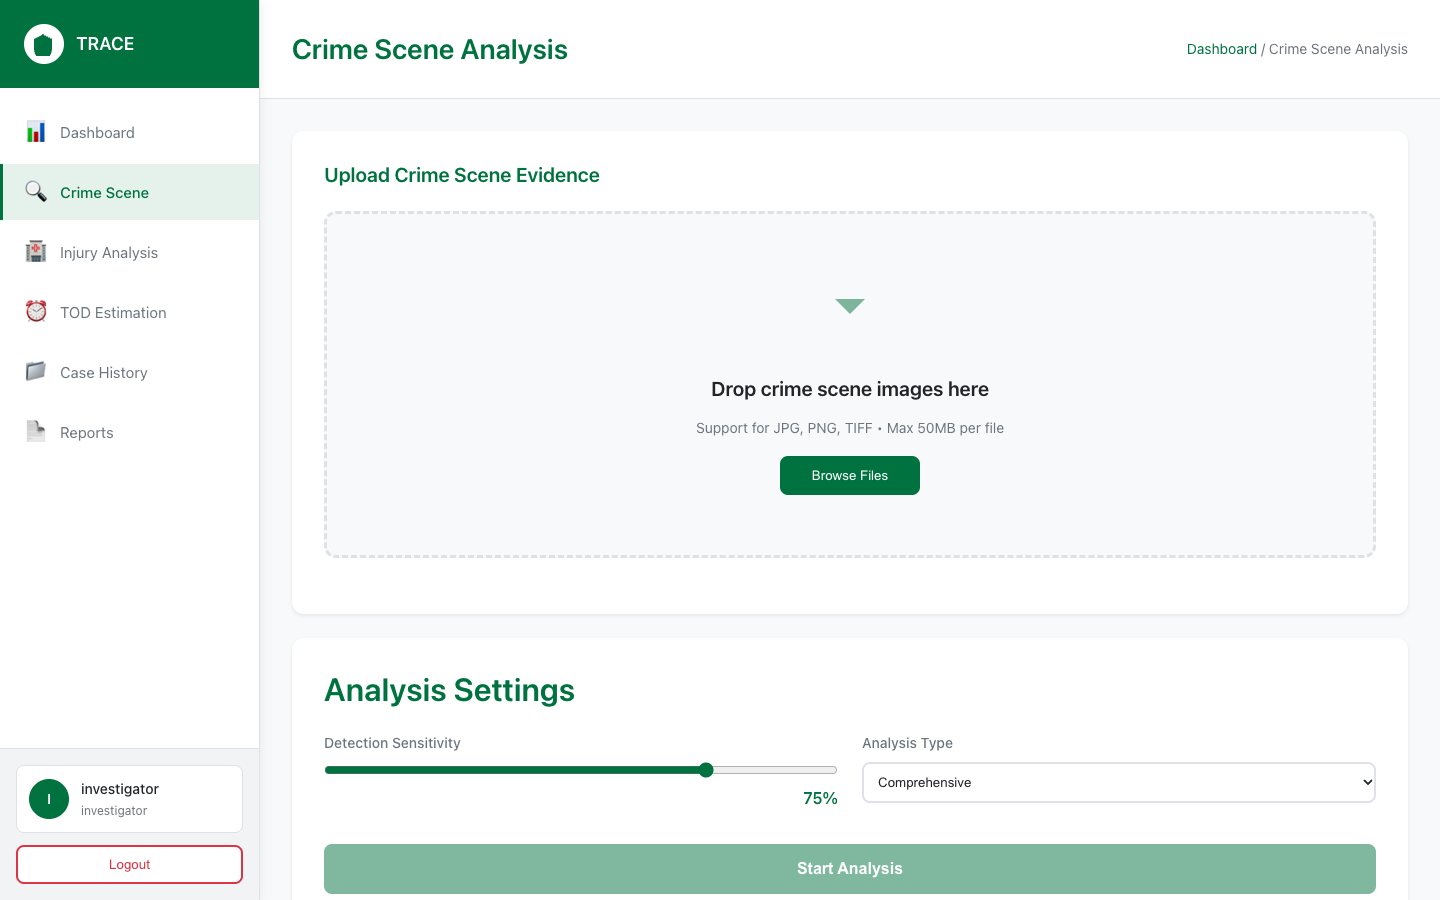 TRACE
Dashboard
Crime Scene
Injury Analysis
TOD Estimation
Case History
Reports
I
investigator
investigator
Logout
Crime Scene Analysis
Dashboard / Crime Scene Analysis
Upload Crime Scene Evidence
Drop crime scene images here
Support for JPG, PNG, TIFF • Max 50MB per file
Browse Files
Analysis Settings
Detection Sensitivity
75%
Analysis Type
Comprehensive
Start Analysis